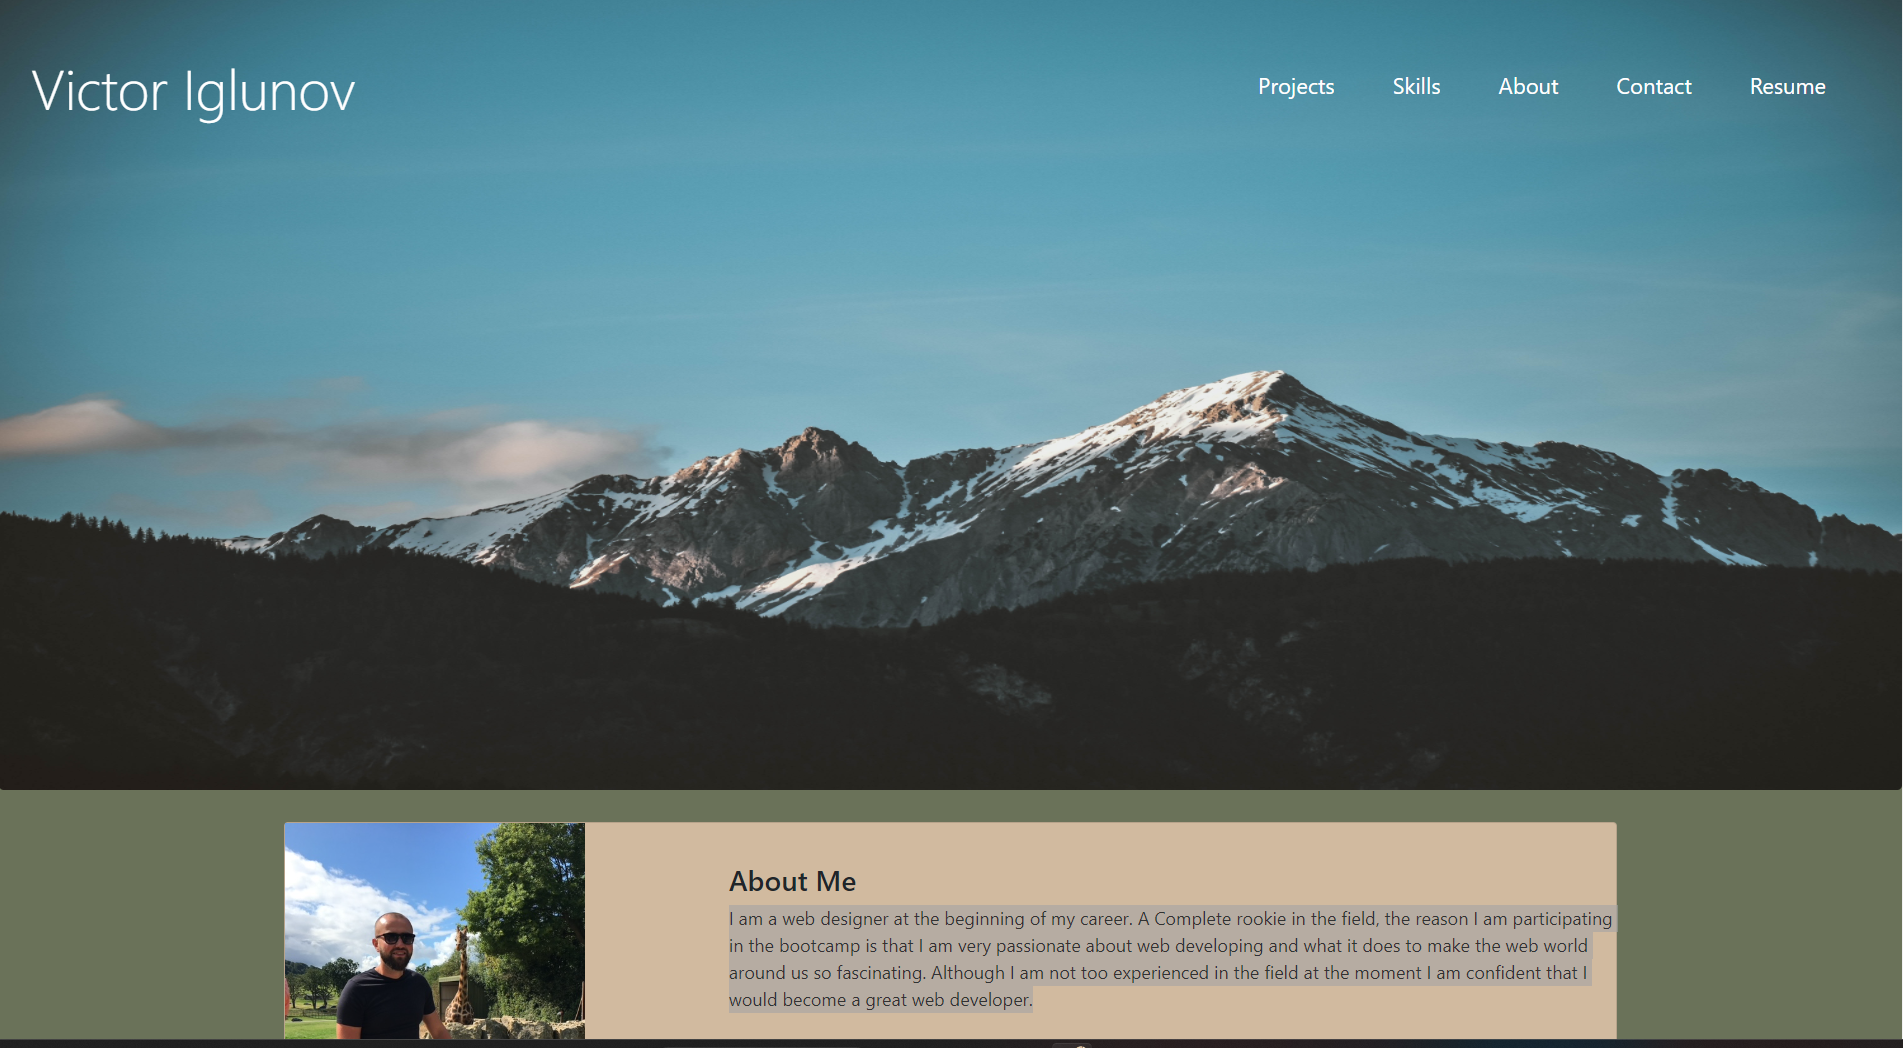 Victor Iglunov
Projects Skills About Contact Resume
About Me
I am a web designer at the beginning of my career. A Complete rookie in the field, the reason I am participating
in the bootcamp is that I am very passionate about web developing and what it does to make the web world
around us so fascinating. Although I am not too experienced in the field at the moment I am confident that I
would become a great web developer.